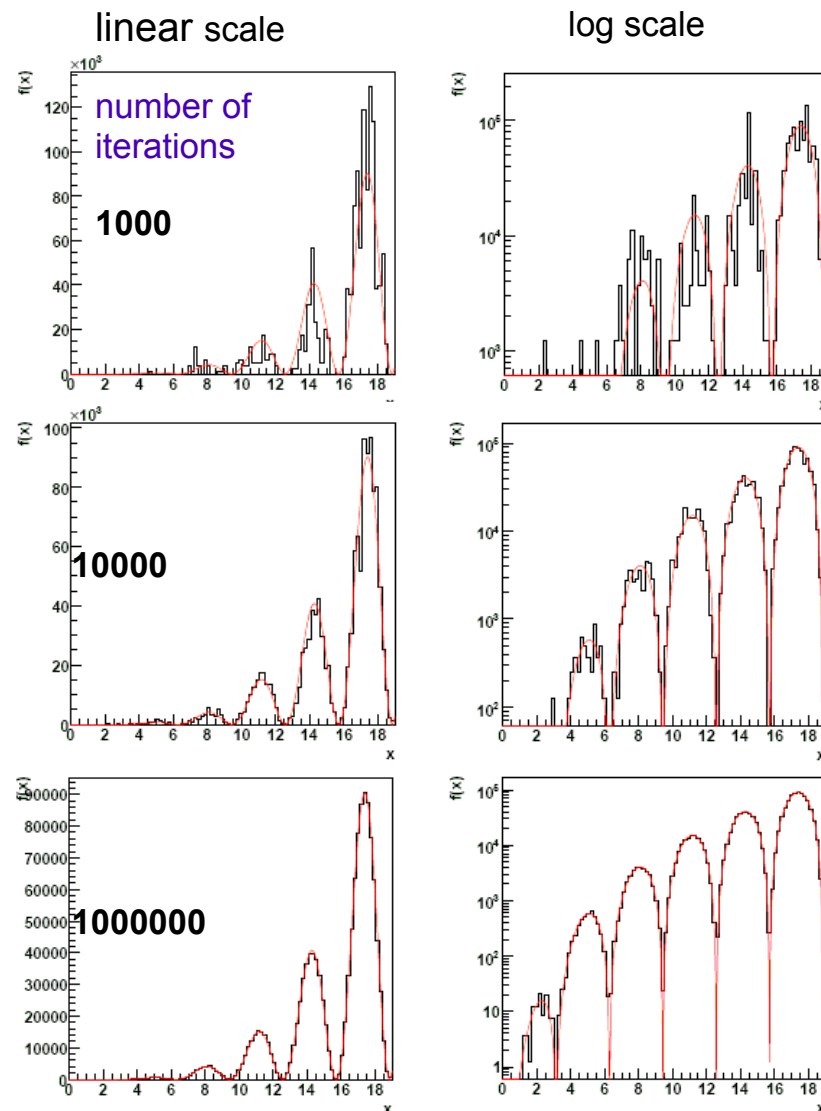 linear scale
log scale
×10³
f(x)
120
100
80
60
40
20
0
number of
iterations
1000
0 2 4 6 8 10 12 14 16 18
x
f(x)
10⁵
10⁴
10³
0 2 4 6 8 10 12 14 16 18
x
×10³
f(x)
100
80
60
40
20
0
10000
0 2 4 6 8 10 12 14 16 18
x
f(x)
10⁵
10⁴
10³
10²
0 2 4 6 8 10 12 14 16 18
x
f(x)
90000
80000
70000
60000
50000
40000
30000
20000
10000
0
1000000
0 2 4 6 8 10 12 14 16 18
x
f(x)
10⁵
10⁴
10³
10²
10
1
0 2 4 6 8 10 12 14 16 18
x